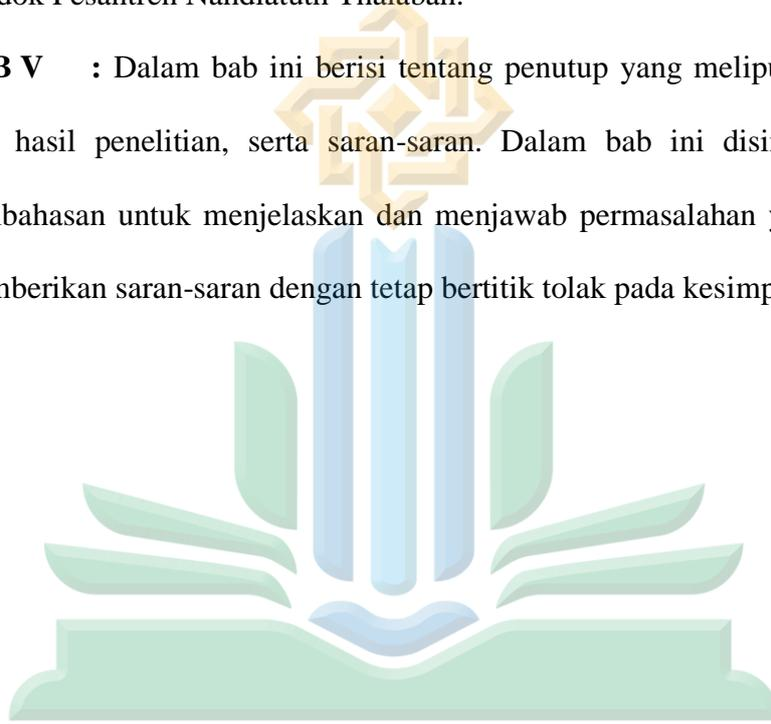 dok Pesantren Nahdlatuth Thalabah.
B V : Dalam bab ini berisi tentang penutup yang melipu
hasil penelitian, serta saran-saran. Dalam bab ini disi
bahasan untuk menjelaskan dan menjawab permasalahan
nberikan saran-saran dengan tetap bertitik tolak pada kesimp